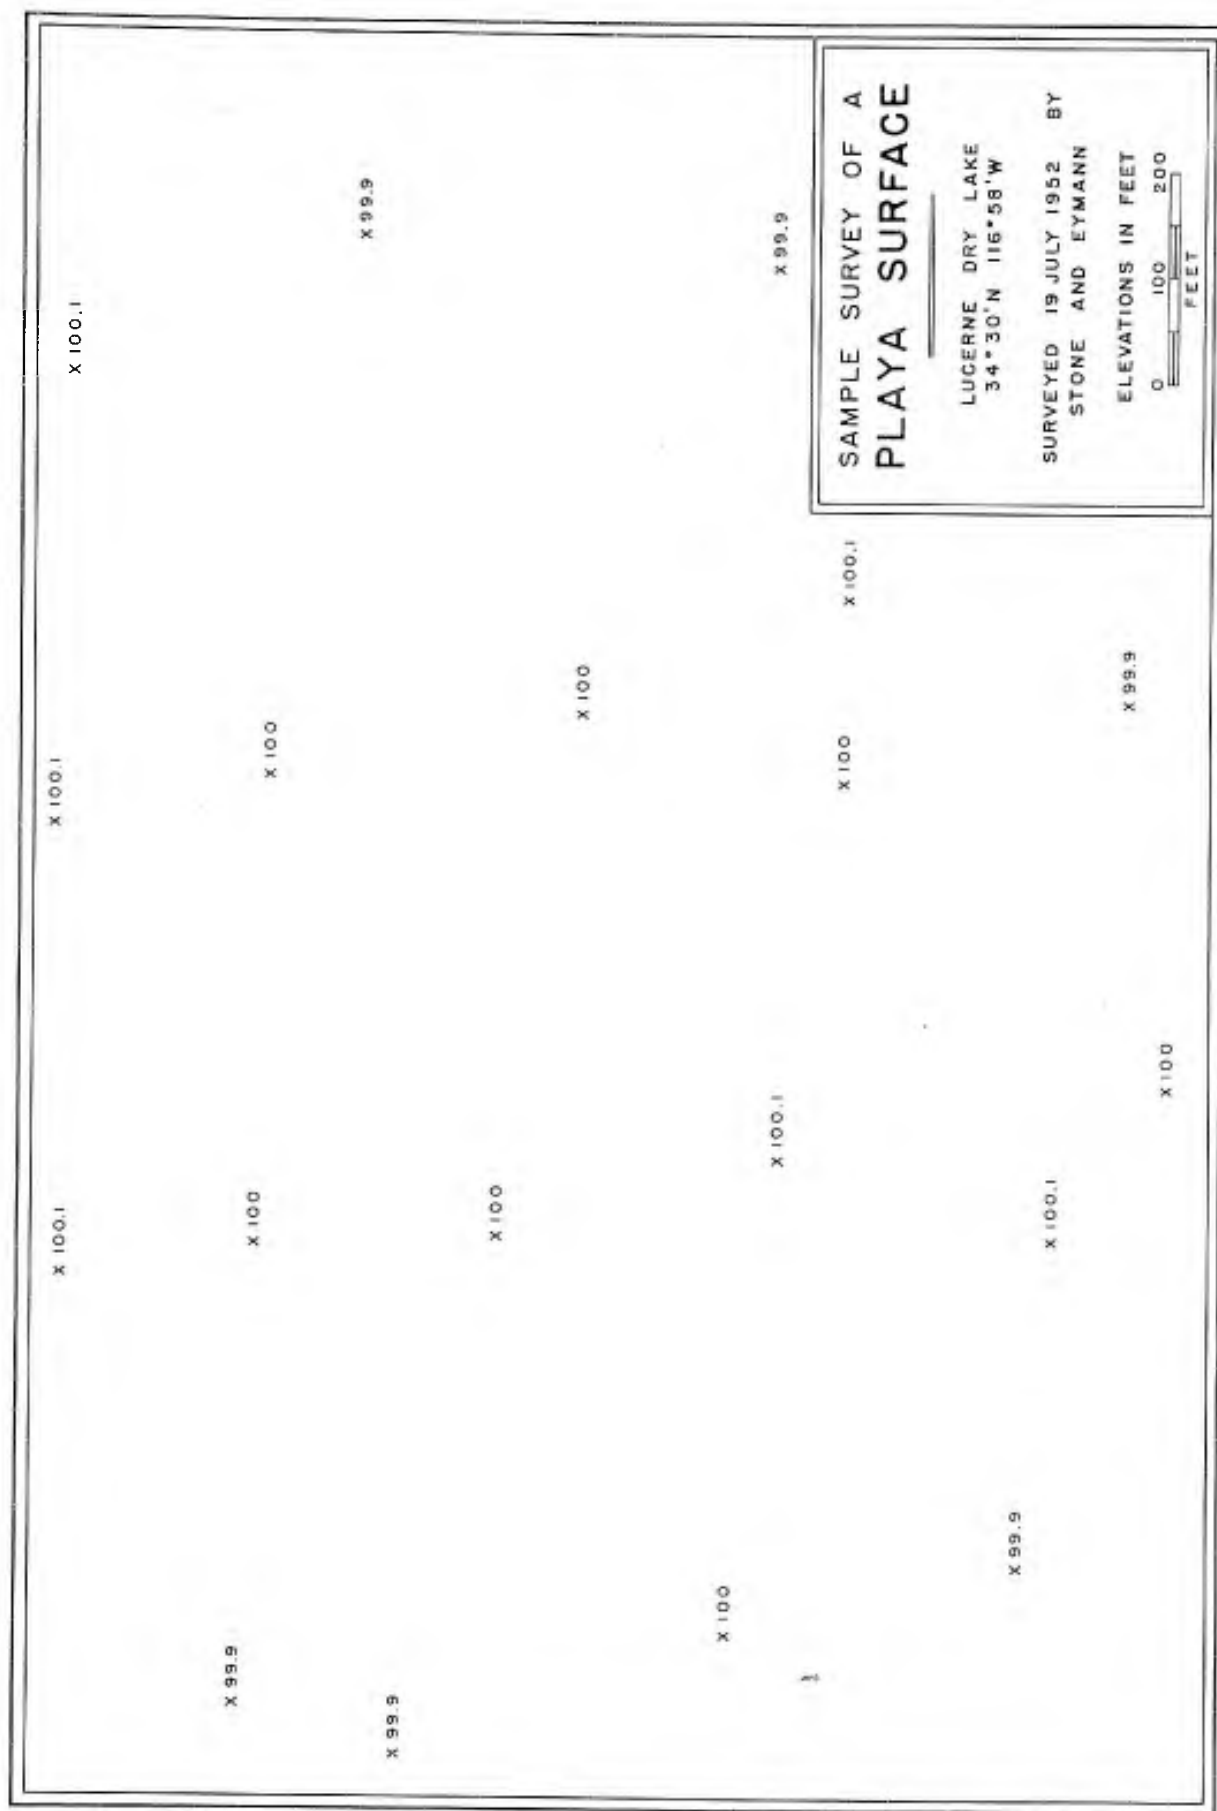 X 100.1
X 100.1
X 100.1
X 99.9
X 100
X 100
X 99.9
X 99.9
X 100
X 100
X 100
X 100.1
X 99.9
X 100
X 100.1
X 99.9
X 100.1
X 99.9
X 100
SAMPLE SURVEY OF A
PLAYA SURFACE
LUCERNE DRY LAKE
34°30'N 116°58'W
SURVEYED 19 JULY 1952 BY
STONE AND EYMANN
ELEVATIONS IN FEET
0 100 200
FEET